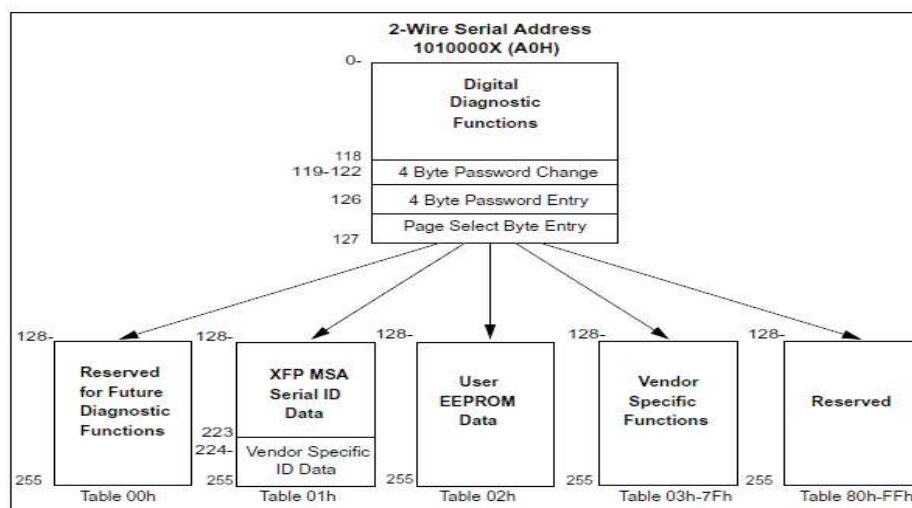 2-Wire Serial Address
1010000X (A0H)
0-
Digital
Diagnostic
Functions
118
119-122
4 Byte Password Change
126
4 Byte Password Entry
Page Select Byte Entry
127
128-
Reserved
for Future
Diagnostic
Functions
255
Table 00h
128-
XFP MSA
Serial ID
Data
223
224-
Vendor Specific
ID Data
255
Table 01h
128-
User
EEPROM
Data
255
Table 02h
128-
Vendor
Specific
Functions
255
Table 03h-7Fh
128-
Reserved
255
Table 80h-FFh